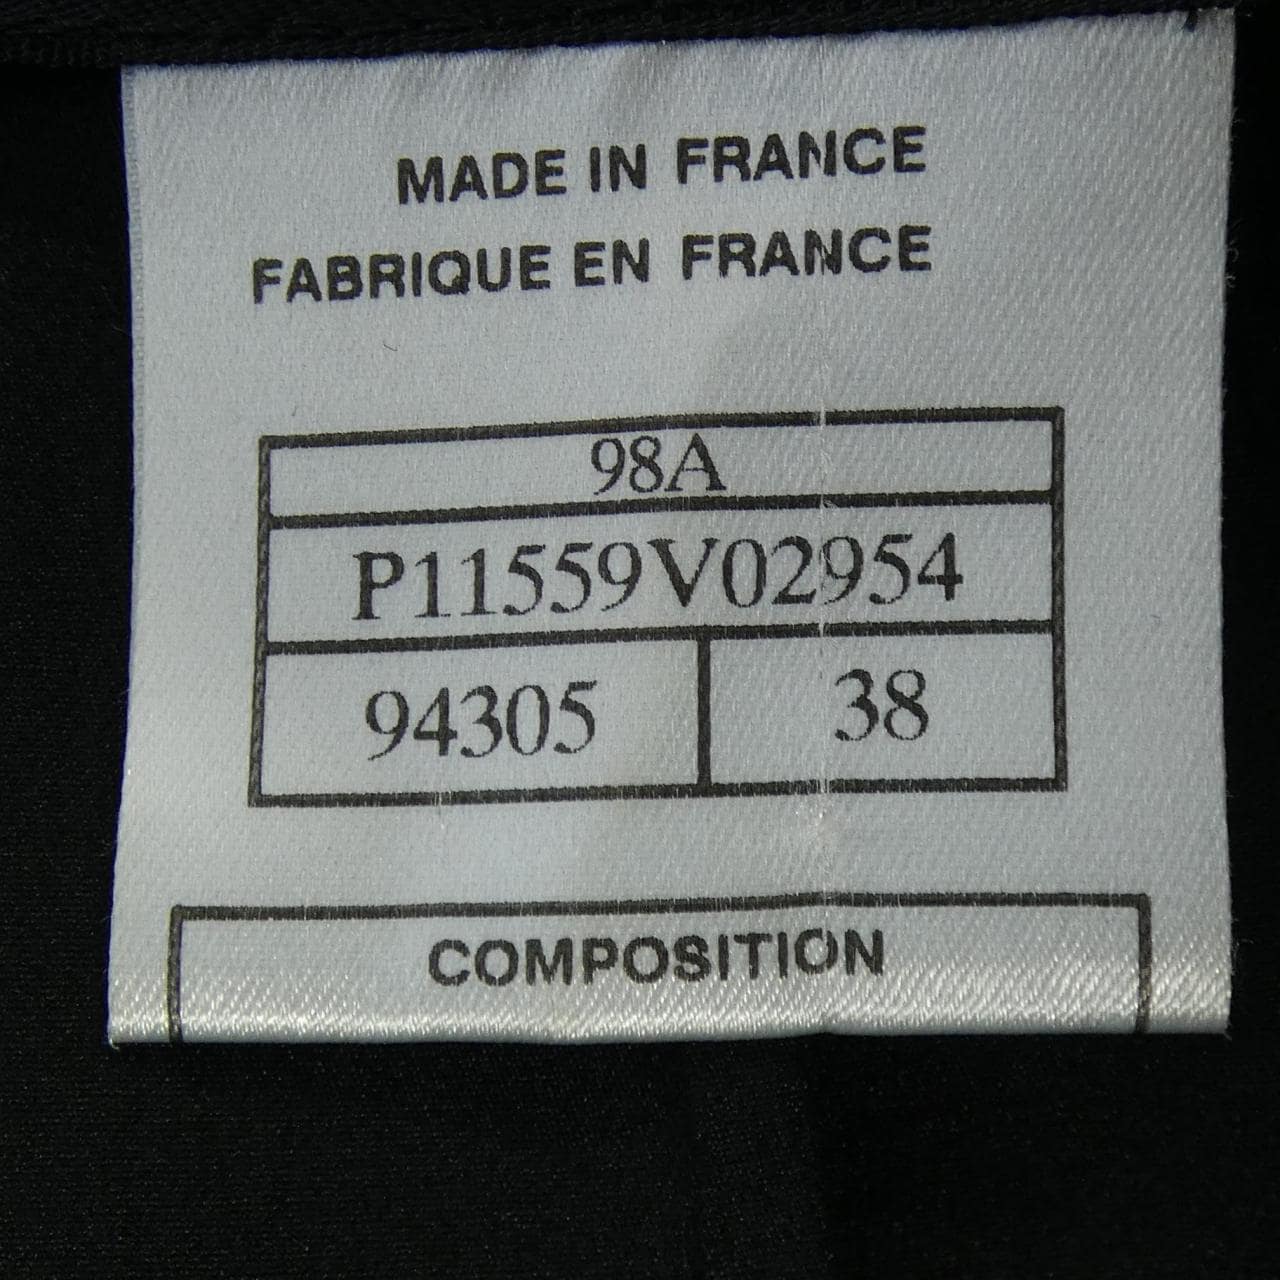 MADE IN FRANCE
FABRIQUE EN FRANCE
98A
P11559V02954
94305 38
COMPOSITION